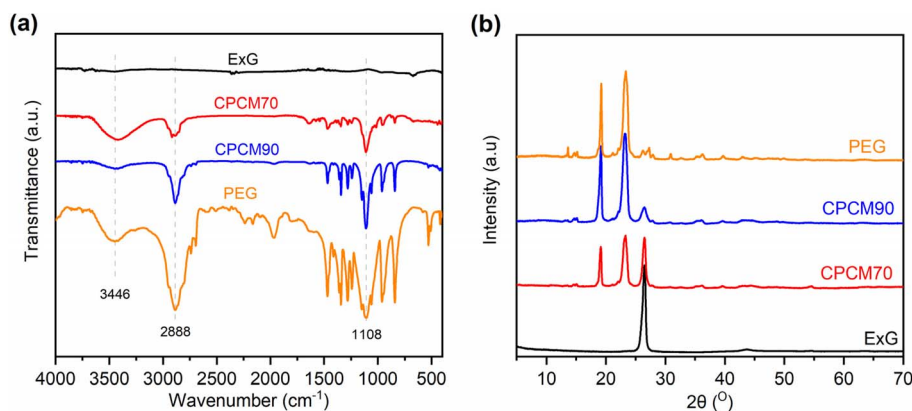 (a)
ExG
CPCM70
CPCM90
PEG
3446
2888
1108
Transmittance (a.u.)
4000 3500 3000 2500 2000 1500 1000 500
Wavenumber (cm⁻¹)
(b)
PEG
CPCM90
CPCM70
ExG
Intensity (a.u)
10 20 30 40 50 60 70
2θ (O)